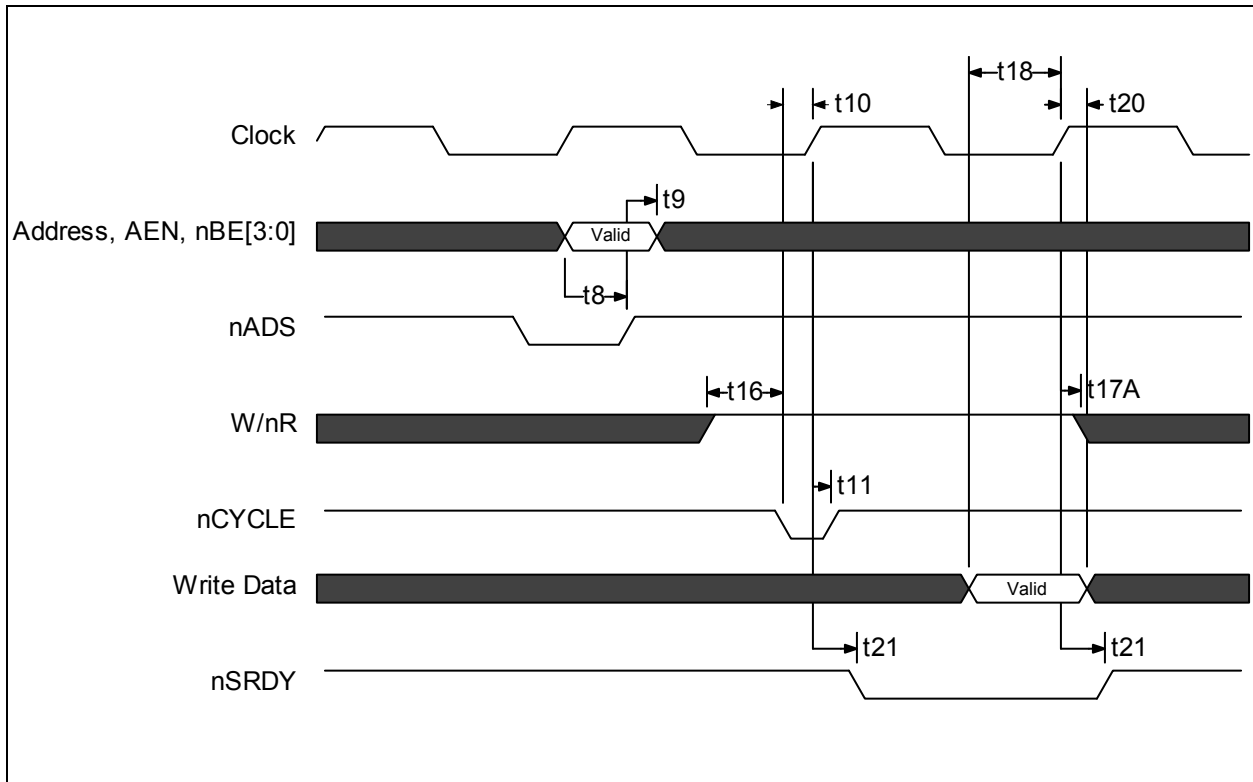 t18
t10
t20
Clock
t9
Address, AEN, nBE[3:0]
Valid
t8
nADS
t16
t17A
W/nR
t11
nCYCLE
Write Data
Valid
t21
t21
nSRDY